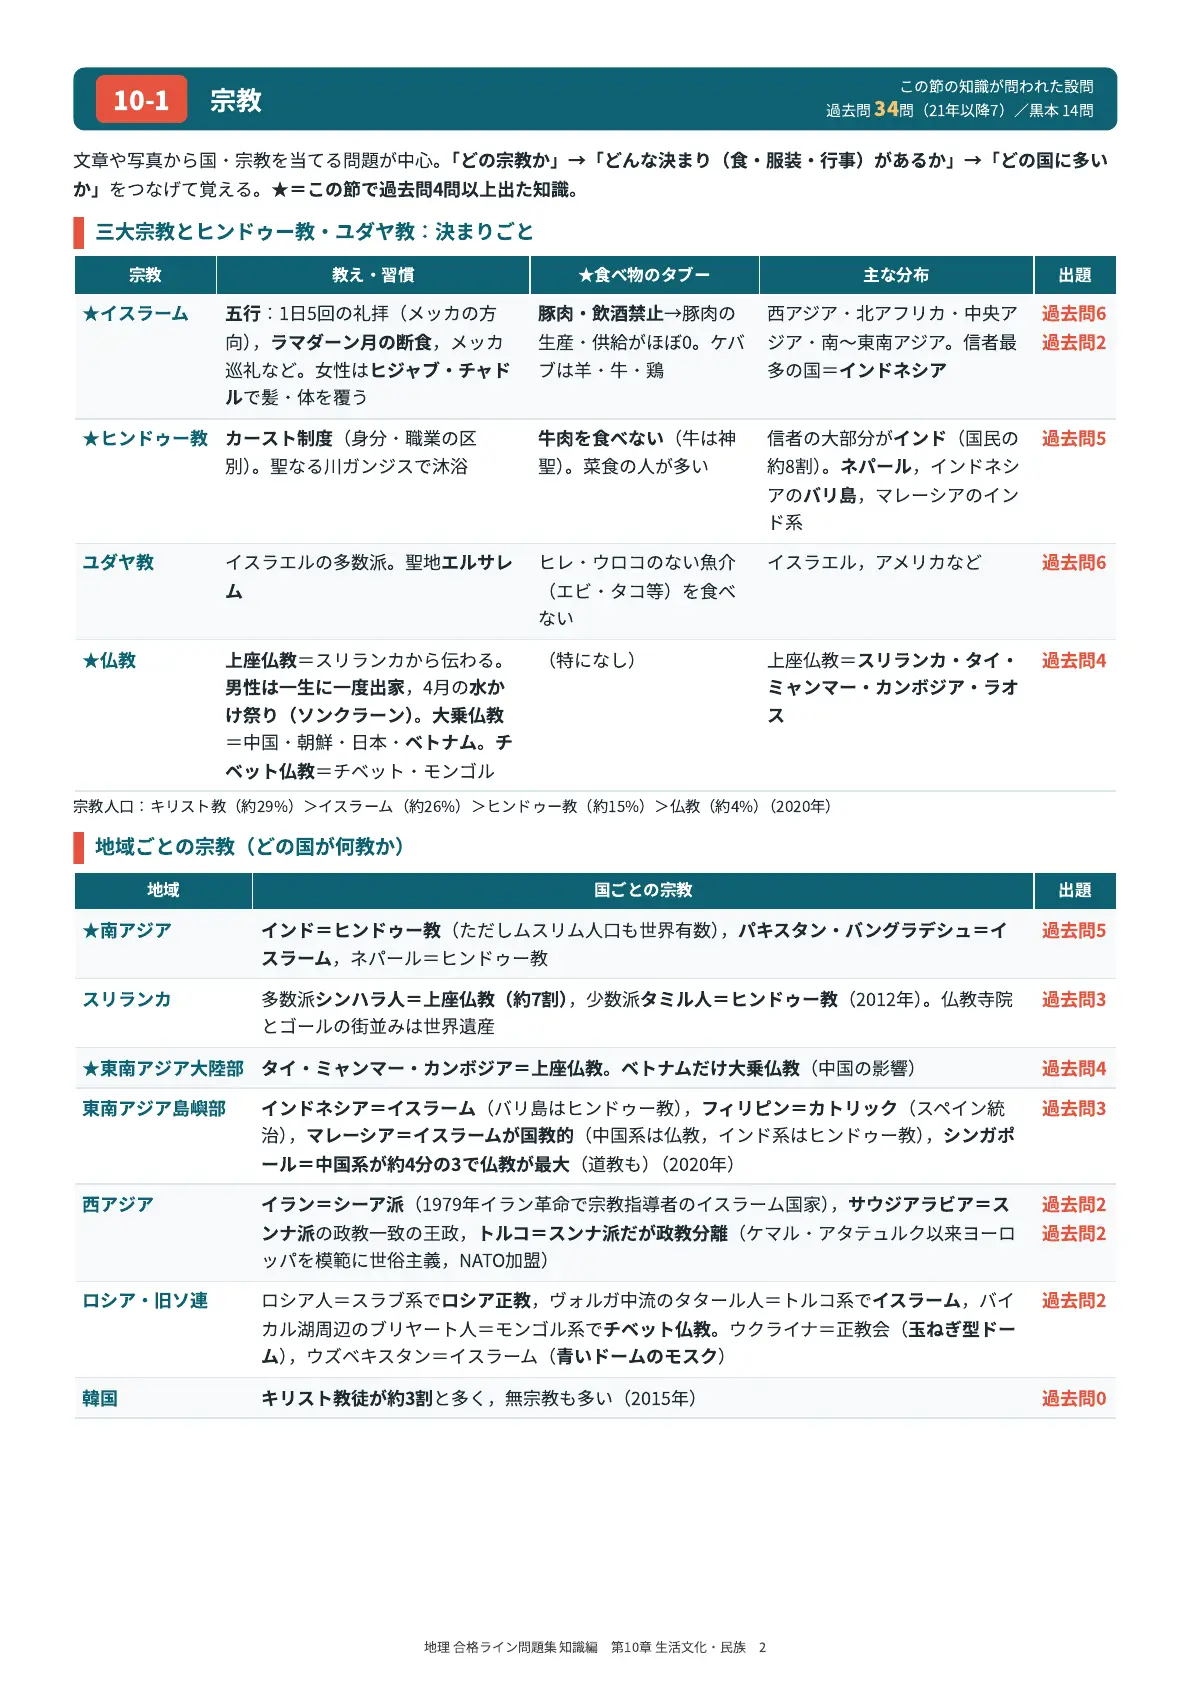 10-1 宗教
この節の知識が問われた設問
過去問 34問（21年以降7）／黒本 14問
文章や写真から国・宗教を当てる問題が中心。「どの宗教か」→「どんな決まり（食・服装・行事）があるか」→「どの国に多い
か」をつなげて覚える。★＝この節で過去問4問以上出た知識。
三大宗教とヒンドゥー教・ユダヤ教：決まりごと
宗教 教え・習慣 ★食べ物のタブー 主な分布 出題
★イスラーム 五行：1日5回の礼拝（メッカの方 豚肉・飲酒禁止→豚肉の 西アジア・北アフリカ・中央ア 過去問6
向），ラマダーン月の断食，メッカ 生産・供給がほぼ0。ケバ ジア・南〜東南アジア。信者最 過去問2
巡礼など。女性はヒジャブ・チャド ブは羊・牛・鶏 多の国＝インドネシア
ルで髪・体を覆う
★ヒンドゥー教 カースト制度（身分・職業の区 牛肉を食べない（牛は神 信者の大部分がインド（国民の 過去問5
別）。聖なる川ガンジスで沐浴 聖）。菜食の人が多い 約8割）。ネパール，インドネシ
アのバリ島，マレーシアのイン
ド系
ユダヤ教 イスラエルの多数派。聖地エルサレ ヒレ・ウロコのない魚介 イスラエル，アメリカなど 過去問6
ム （エビ・タコ等）を食べ
ない
★仏教 上座仏教＝スリランカから伝わる。 （特になし） 上座仏教＝スリランカ・タイ・ 過去問4
男性は一生に一度出家，4月の水か ミャンマー・カンボジア・ラオ
け祭り（ソンクラーン）。大乗仏教 ス
＝中国・朝鮮・日本・ベトナム。チ
ベット仏教＝チベット・モンゴル
宗教人口：キリスト教（約29%）＞イスラーム（約26%）＞ヒンドゥー教（約15%）＞仏教（約4%）（2020年）
地域ごとの宗教（どの国が何教か）
地域 国ごとの宗教 出題
★南アジア インド＝ヒンドゥー教（ただしムスリム人口も世界有数），パキスタン・バングラデシュ＝イ 過去問5
スラーム，ネパール＝ヒンドゥー教
スリランカ 多数派シンハラ人＝上座仏教（約7割），少数派タミル人＝ヒンドゥー教（2012年）。仏教寺院 過去問3
とゴールの街並みは世界遺産
★東南アジア大陸部 タイ・ミャンマー・カンボジア＝上座仏教。ベトナムだけ大乗仏教（中国の影響） 過去問4
東南アジア島嶼部 インドネシア＝イスラーム（バリ島はヒンドゥー教），フィリピン＝カトリック（スペイン統 過去問3
治），マレーシア＝イスラームが国教的（中国系は仏教，インド系はヒンドゥー教），シンガポ
ール＝中国系が約4分の3で仏教が最大（道教も）（2020年）
西アジア イラン＝シーア派（1979年イラン革命で宗教指導者のイスラーム国家），サウジアラビア＝ス 過去問2
ンナ派の政教一致の王政，トルコ＝スンナ派だが政教分離（ケマル・アタテュルク以来ヨーロ 過去問2
ッパを模範に世俗主義，NATO加盟）
ロシア・旧ソ連 ロシア人＝スラブ系でロシア正教，ヴォルガ中流のタタール人＝トルコ系でイスラーム，バイ 過去問2
カル湖周辺のブリヤート人＝モンゴル系でチベット仏教。ウクライナ＝正教会（玉ねぎ型ドー
ム），ウズベキスタン＝イスラーム（青いドームのモスク）
韓国 キリスト教徒が約3割と多く，無宗教も多い（2015年） 過去問0
地理 合格ライン問題集 知識編　第10章 生活文化・民族　2